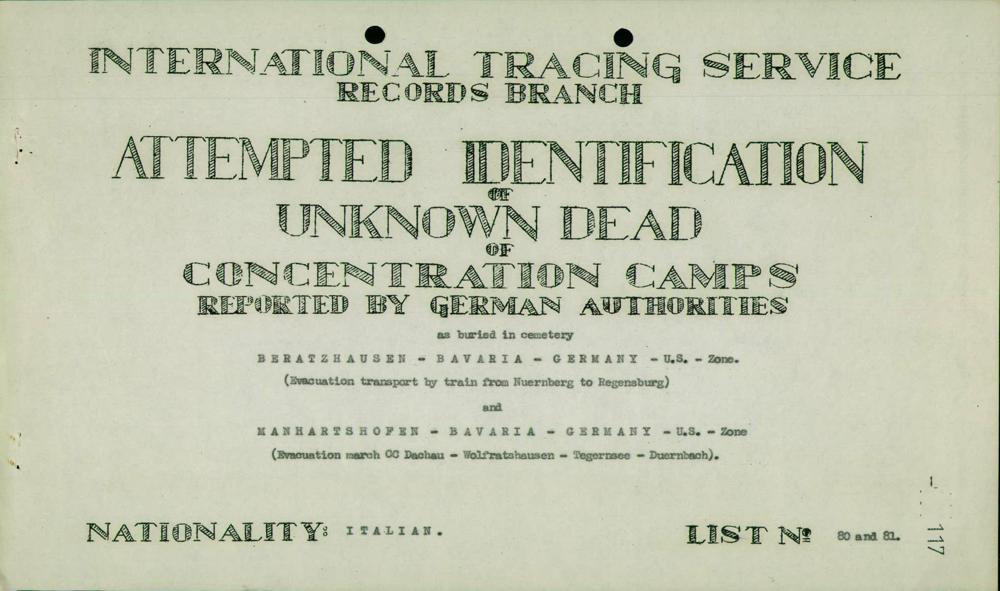 INTERNATIONAL TRACING SERVICE
RECORDS BRANCH
ATTEMPTED IDENTIFICATION
OF
UNKNOWN DEAD
OF
CONCENTRATION CAMPS
REPORTED BY GERMAN AUTHORITIES
as buried in cemetery
BERATZHAUSEN - BAVARIA - GERMANY - U.S. - Zone.
(Evacuation transport by train from Nuernberg to Regensburg)
and
MANHARTSHOFEN - BAVARIA - GERMANY - U.S. - Zone
(Evacuation march CC Dachau - Wolfratshausen - Tegernsee - Duernbach).
NATIONALITY: ITALIAN.
LIST Nº 80 and 81.
117